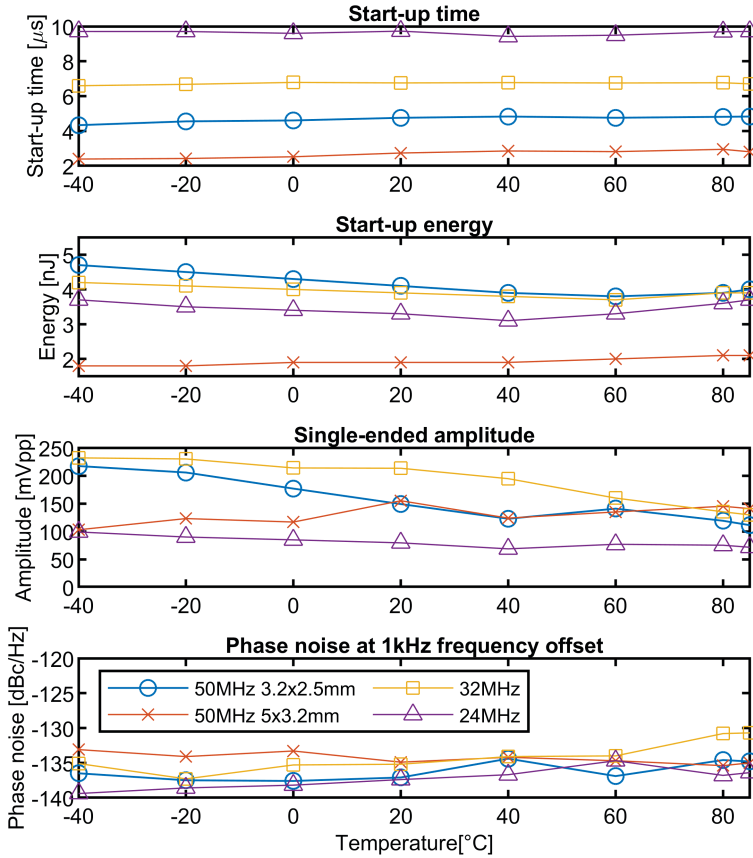 Start-up time
Start-up time [μs]
10
8
6
4
2
-40 -20 0 20 40 60 80
Start-up energy
Energy [nJ]
5
4
3
2
-40 -20 0 20 40 60 80
Single-ended amplitude
Amplitude [mVpp]
250
200
150
100
50
0
-40 -20 0 20 40 60 80
Phase noise at 1kHz frequency offset
Phase noise [dBc/Hz]
-120
-125
-130
-135
-140
50MHz 3.2x2.5mm 32MHz
50MHz 5x3.2mm 24MHz
-40 -20 0 20 40 60 80
Temperature[°C]